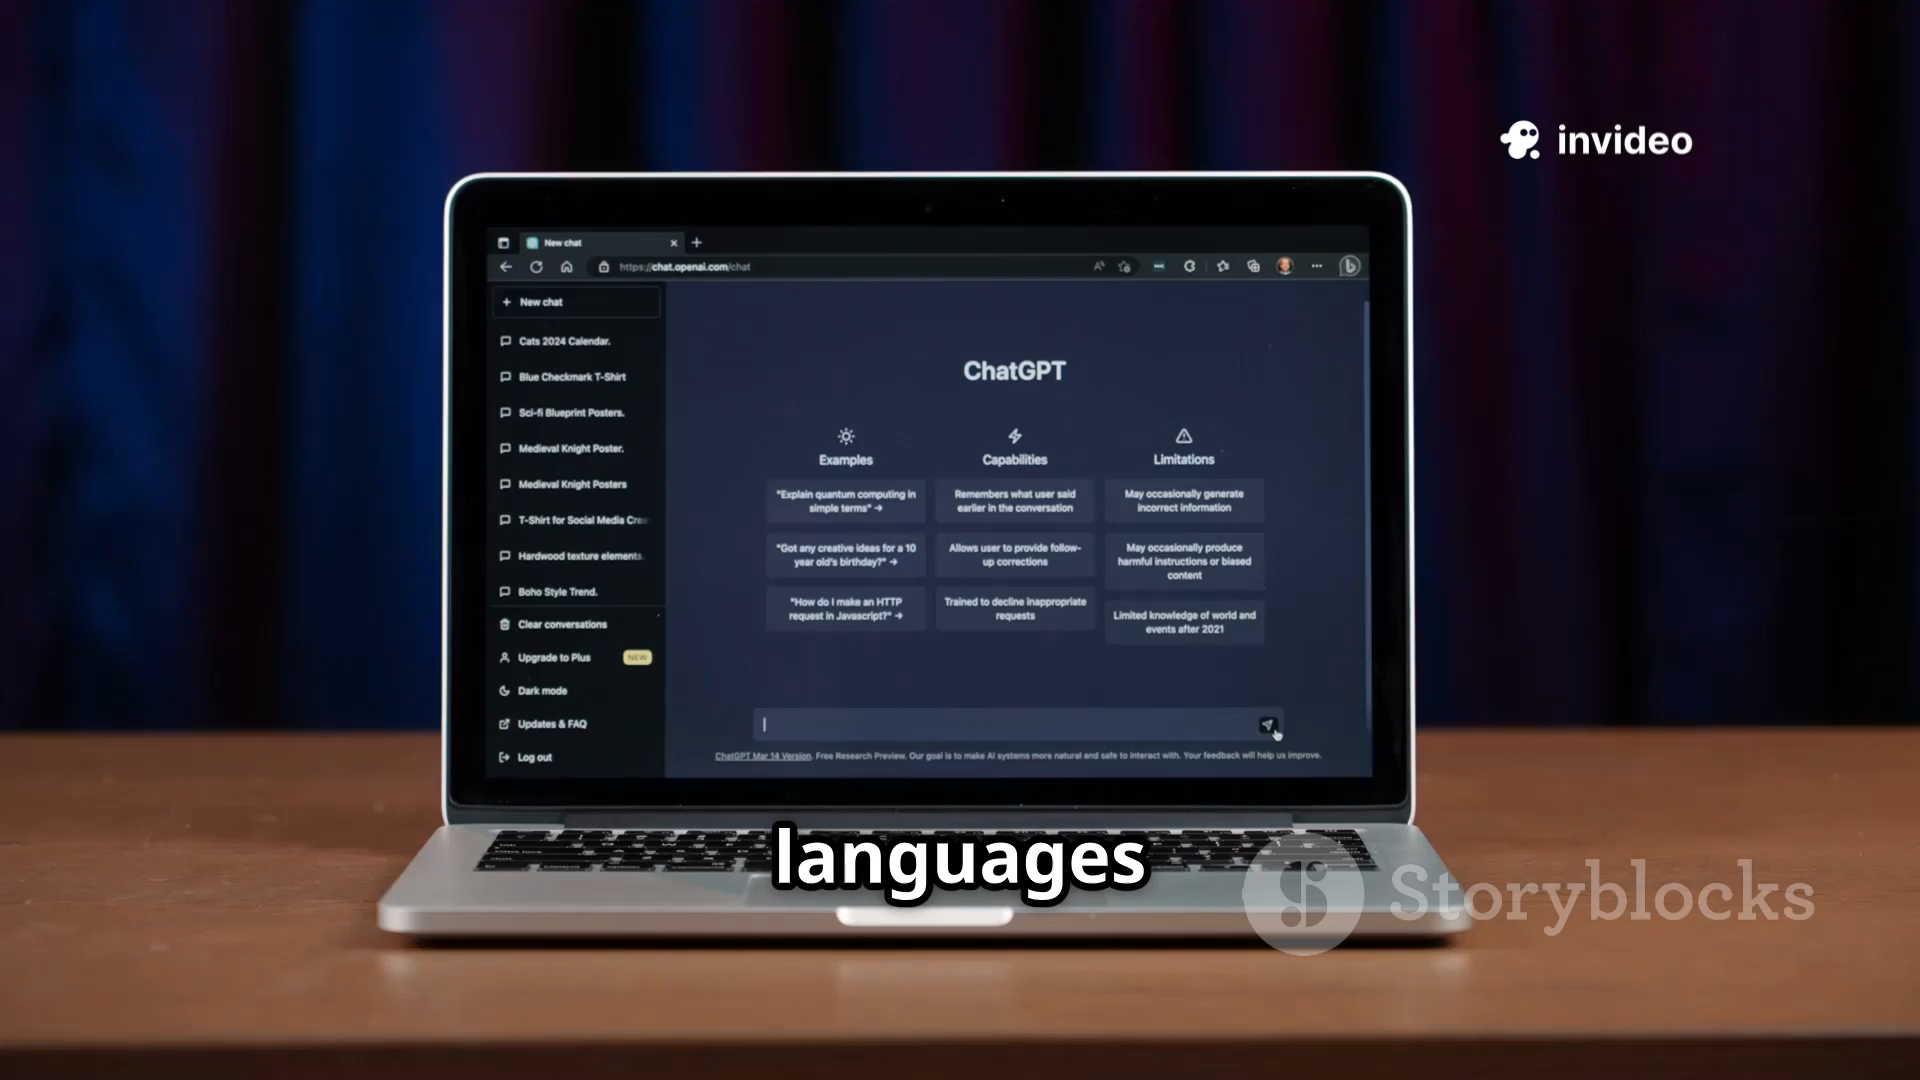 invideo
New chat
https://chat.openai.com/chat
New chat
Cats 2024 Calendar.
Blue Checkmark T-Shirt
Sci-fi Blueprint Posters.
Medieval Knight Poster.
Medieval Knight Posters
T-Shirt for Social Media Crea
Hardwood texture elements.
Boho Style Trend.
Clear conversations
Upgrade to Plus
NEW
Dark mode
Updates & FAQ
Log out
ChatGPT
Examples
"Explain quantum computing in
simple terms" →
"Got any creative ideas for a 10
year old's birthday?" →
"How do I make an HTTP
request in Javascript?" →
Capabilities
Remembers what user said
earlier in the conversation
Allows user to provide follow-
up corrections
Trained to decline inappropriate
requests
Limitations
May occasionally generate
incorrect information
May occasionally produce
harmful instructions or biased
content
Limited knowledge of world and
events after 2021
ChatGPT Mar 14 Version. Free Research Preview. Our goal is to make AI systems more natural and safe to interact with. Your feedback will help us improve.
languages
Storyblocks